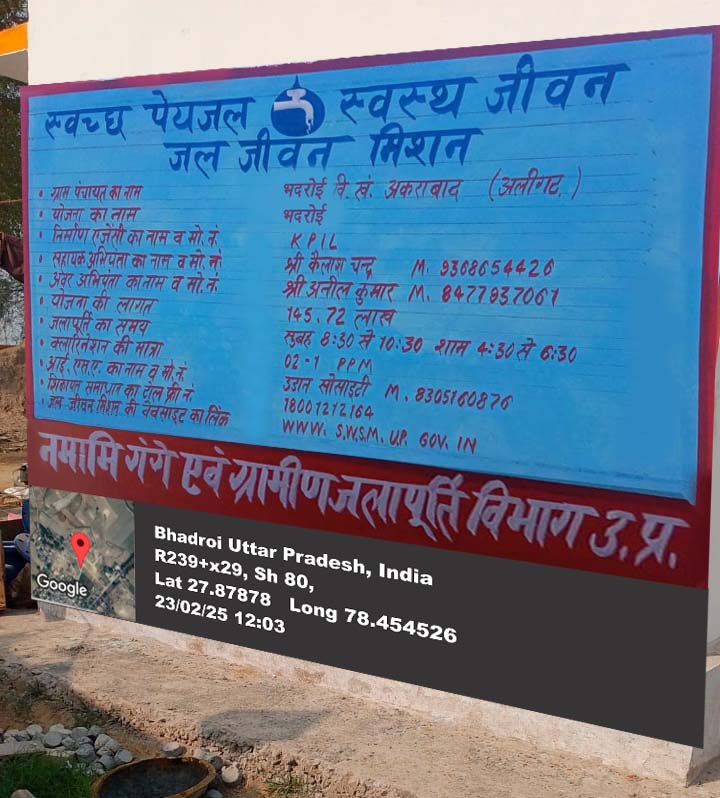 स्वच्छ पेयजल स्वस्थ जीवन
जल जीवन मिशन
• ग्राम पंचायत का नाम भदरोई वि. खं. अकराबाद (अलीगढ.)
• योजना का नाम भदरोई
• निर्माण एजेंसी का नाम व मो. नं. KPIL
• सहायक अभियंता का नाम व मो. नं. श्री कैलाश चन्द्र M. 9368654426
• अवर अभियंता का नाम व मो. नं. श्री अनील कुमार M. 8477937061
• योजना की लागत 145.72 लाख
• जलापूर्ति का समय सुबह 8:30 से 10:30 शाम 4:30 से 6:30
• क्लोरिनेशन की मात्रा 02-1 PPM
• आई. एस. ए. का नाम व मो. नं. उडान सोसाइटी M. 8305160876
• शिकायत समाधान का टोल फ्री नं. 18001212164
• जल-जीवन मिशन की वेवसाइट का लिंक WWW. S.W.S.M. U.P. GOV. IN
नमामि गंगे एवं ग्रामीण जलापूर्ति विभाग उ. प्र.
Google
Bhadroi Uttar Pradesh, India
R239+x29, Sh 80,
Lat 27.87878 Long 78.454526
23/02/25 12:03